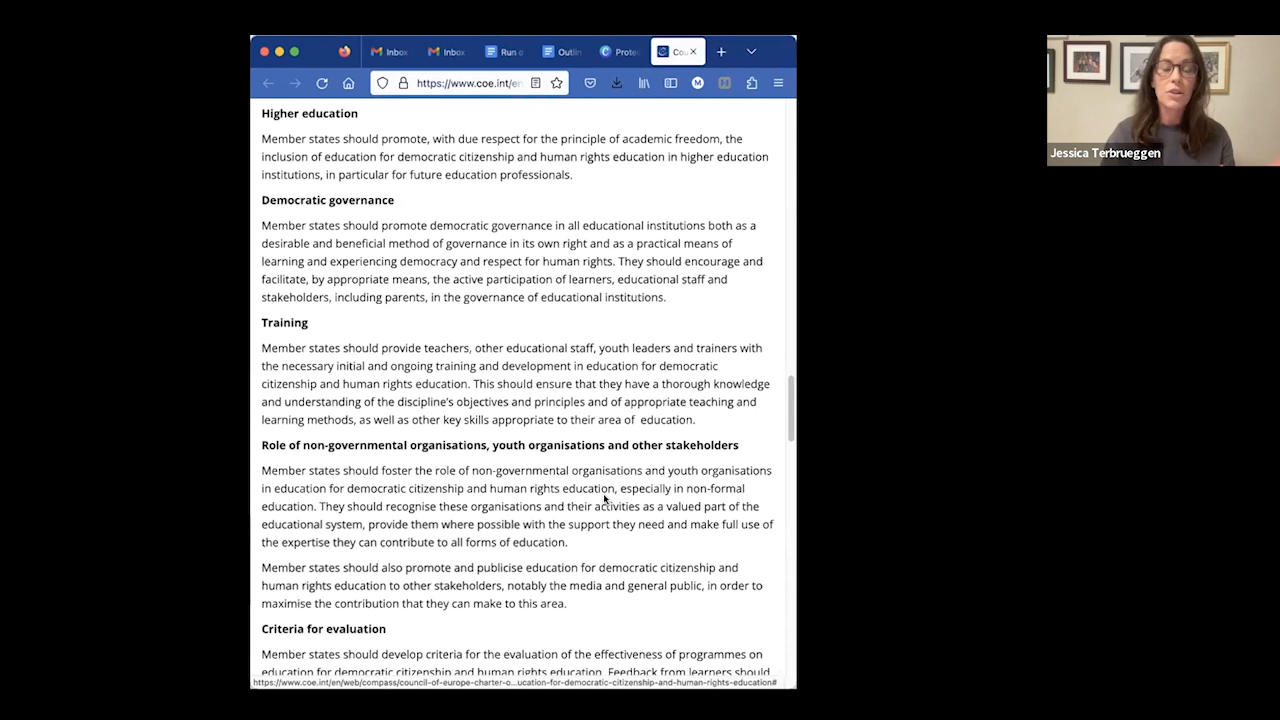 Inbox
Inbox
Run o
Outlin
Prote
Cou
https://www.coe.int/en
Jessica Terbrueggen
Higher education
Member states should promote, with due respect for the principle of academic freedom, the
inclusion of education for democratic citizenship and human rights education in higher education
institutions, in particular for future education professionals.
Democratic governance
Member states should promote democratic governance in all educational institutions both as a
desirable and beneficial method of governance in its own right and as a practical means of
learning and experiencing democracy and respect for human rights. They should encourage and
facilitate, by appropriate means, the active participation of learners, educational staff and
stakeholders, including parents, in the governance of educational institutions.
Training
Member states should provide teachers, other educational staff, youth leaders and trainers with
the necessary initial and ongoing training and development in education for democratic
citizenship and human rights education. This should ensure that they have a thorough knowledge
and understanding of the discipline's objectives and principles and of appropriate teaching and
learning methods, as well as other key skills appropriate to their area of education.
Role of non-governmental organisations, youth organisations and other stakeholders
Member states should foster the role of non-governmental organisations and youth organisations
in education for democratic citizenship and human rights education, especially in non-formal
education. They should recognise these organisations and their activities as a valued part of the
educational system, provide them where possible with the support they need and make full use of
the expertise they can contribute to all forms of education.
Member states should also promote and publicise education for democratic citizenship and
human rights education to other stakeholders, notably the media and general public, in order to
maximise the contribution that they can make to this area.
Criteria for evaluation
Member states should develop criteria for the evaluation of the effectiveness of programmes on
education for democratic citizenship and human rights education. Feedback from learners should
https://www.coe.int/en/web/compass/council-of-europe-charter-o...ucation-for-democratic-citizenship-and-human-rights-education#